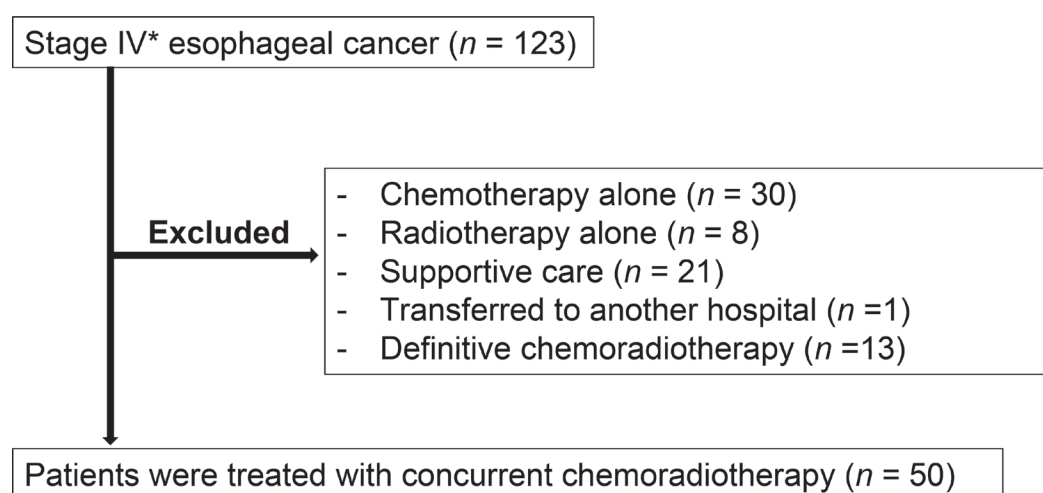 Stage IV* esophageal cancer (n = 123)
Excluded
- Chemotherapy alone (n = 30)
- Radiotherapy alone (n = 8)
- Supportive care (n = 21)
- Transferred to another hospital (n =1)
- Definitive chemoradiotherapy (n =13)
Patients were treated with concurrent chemoradiotherapy (n = 50)